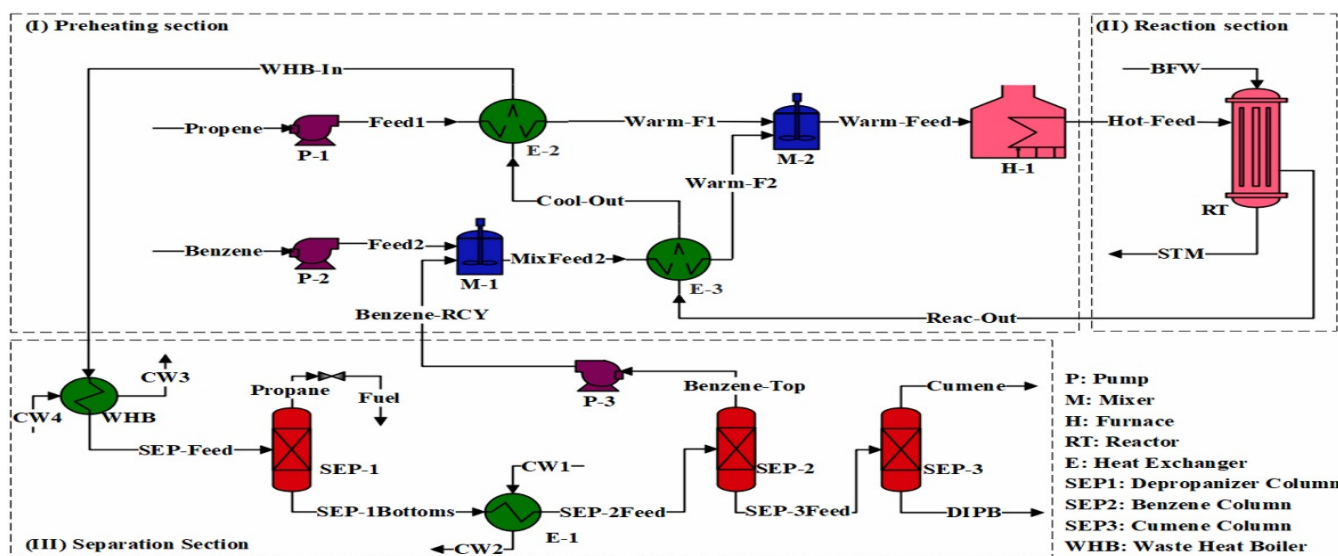 (I) Preheating section
(II) Reaction section
WHB-In
BFW
Propene
Feed1
Warm-F1
Warm-Feed
Hot-Feed
P-1
E-2
M-2
H-1
Warm-F2
Cool-Out
RT
Benzene
Feed2
MixFeed2
STM
P-2
M-1
E-3
Benzene-RCY
Reac-Out
CW3
Propane
Fuel
Benzene-Top
Cumene
P-3
CW4
WHB
SEP-Feed
SEP-1
CW1
SEP-2
SEP-3
SEP-1Bottoms
SEP-2Feed
SEP-3Feed
DIPB
E-1
CW2
(III) Separation Section
P: Pump
M: Mixer
H: Furnace
RT: Reactor
E: Heat Exchanger
SEP1: Depropanizer Column
SEP2: Benzene Column
SEP3: Cumene Column
WHB: Waste Heat Boiler